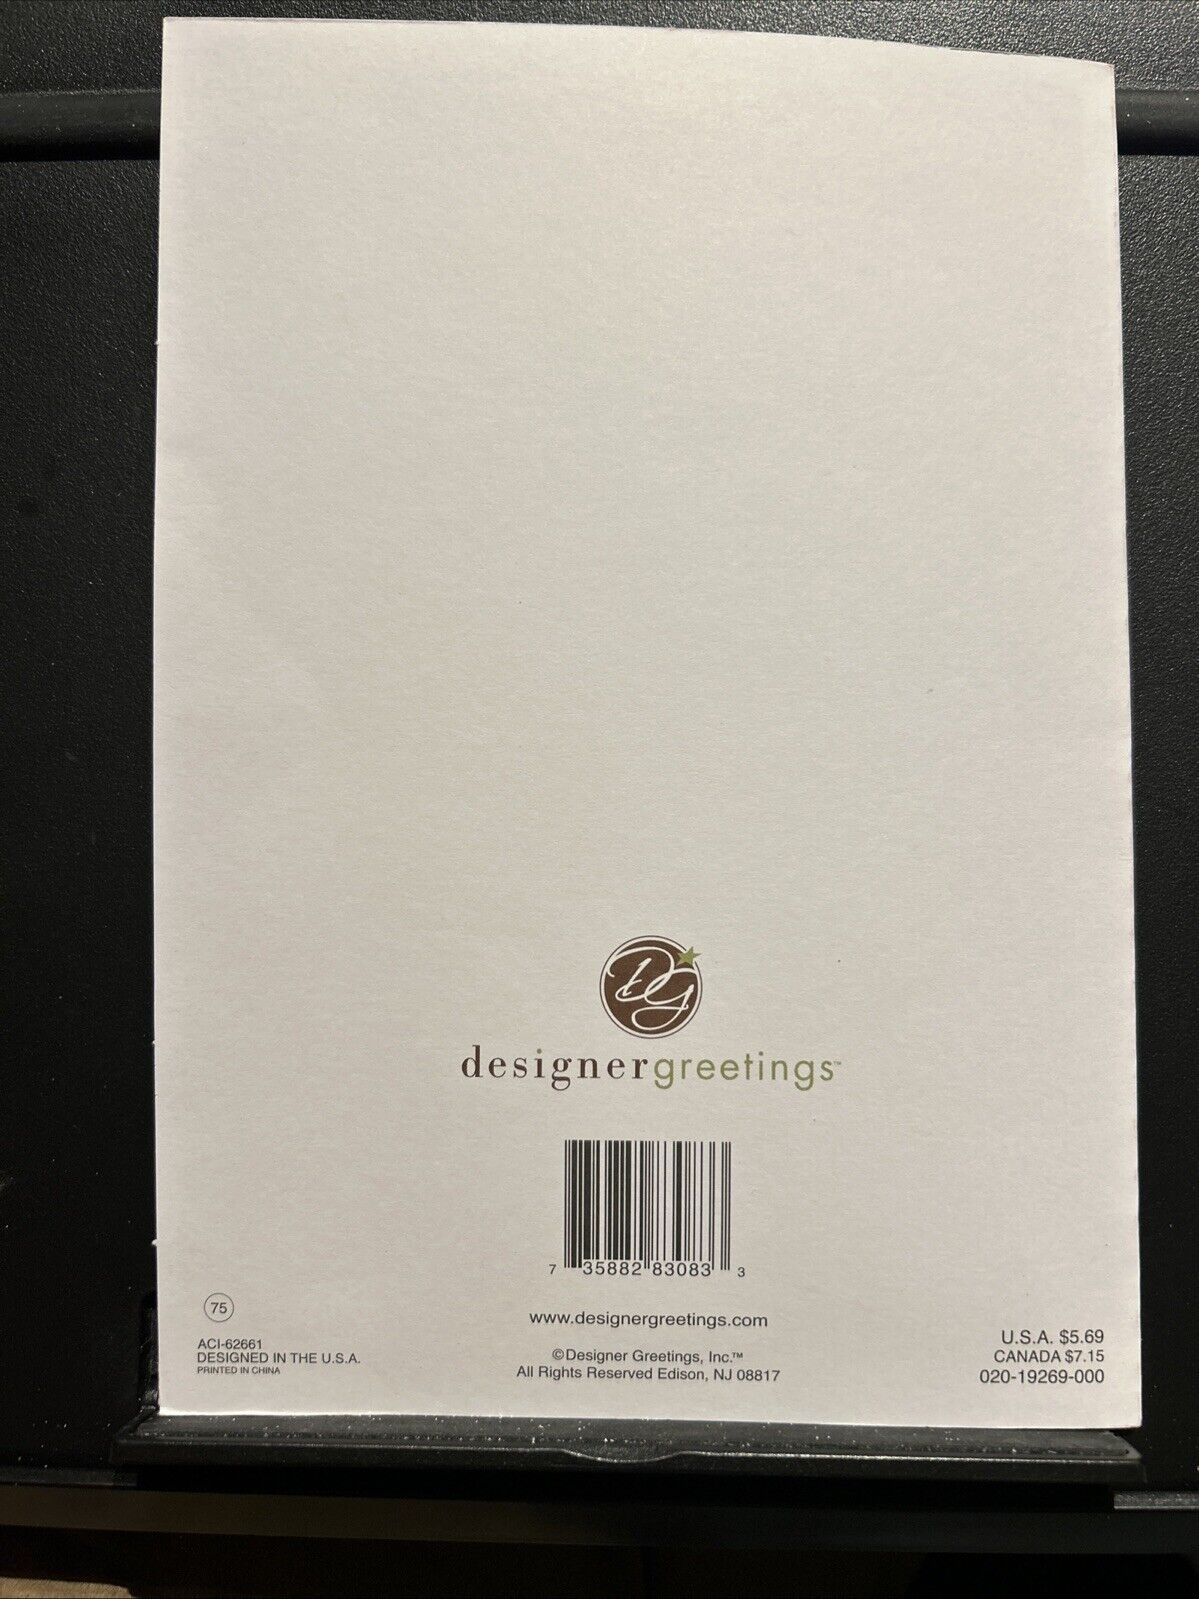 DG
designergreetings™
7 35882 83083 3
75
ACI-62661
DESIGNED IN THE U.S.A.
PRINTED IN CHINA
www.designergreetings.com
©Designer Greetings, Inc.™
All Rights Reserved Edison, NJ 08817
U.S.A. $5.69
CANADA $7.15
020-19269-000